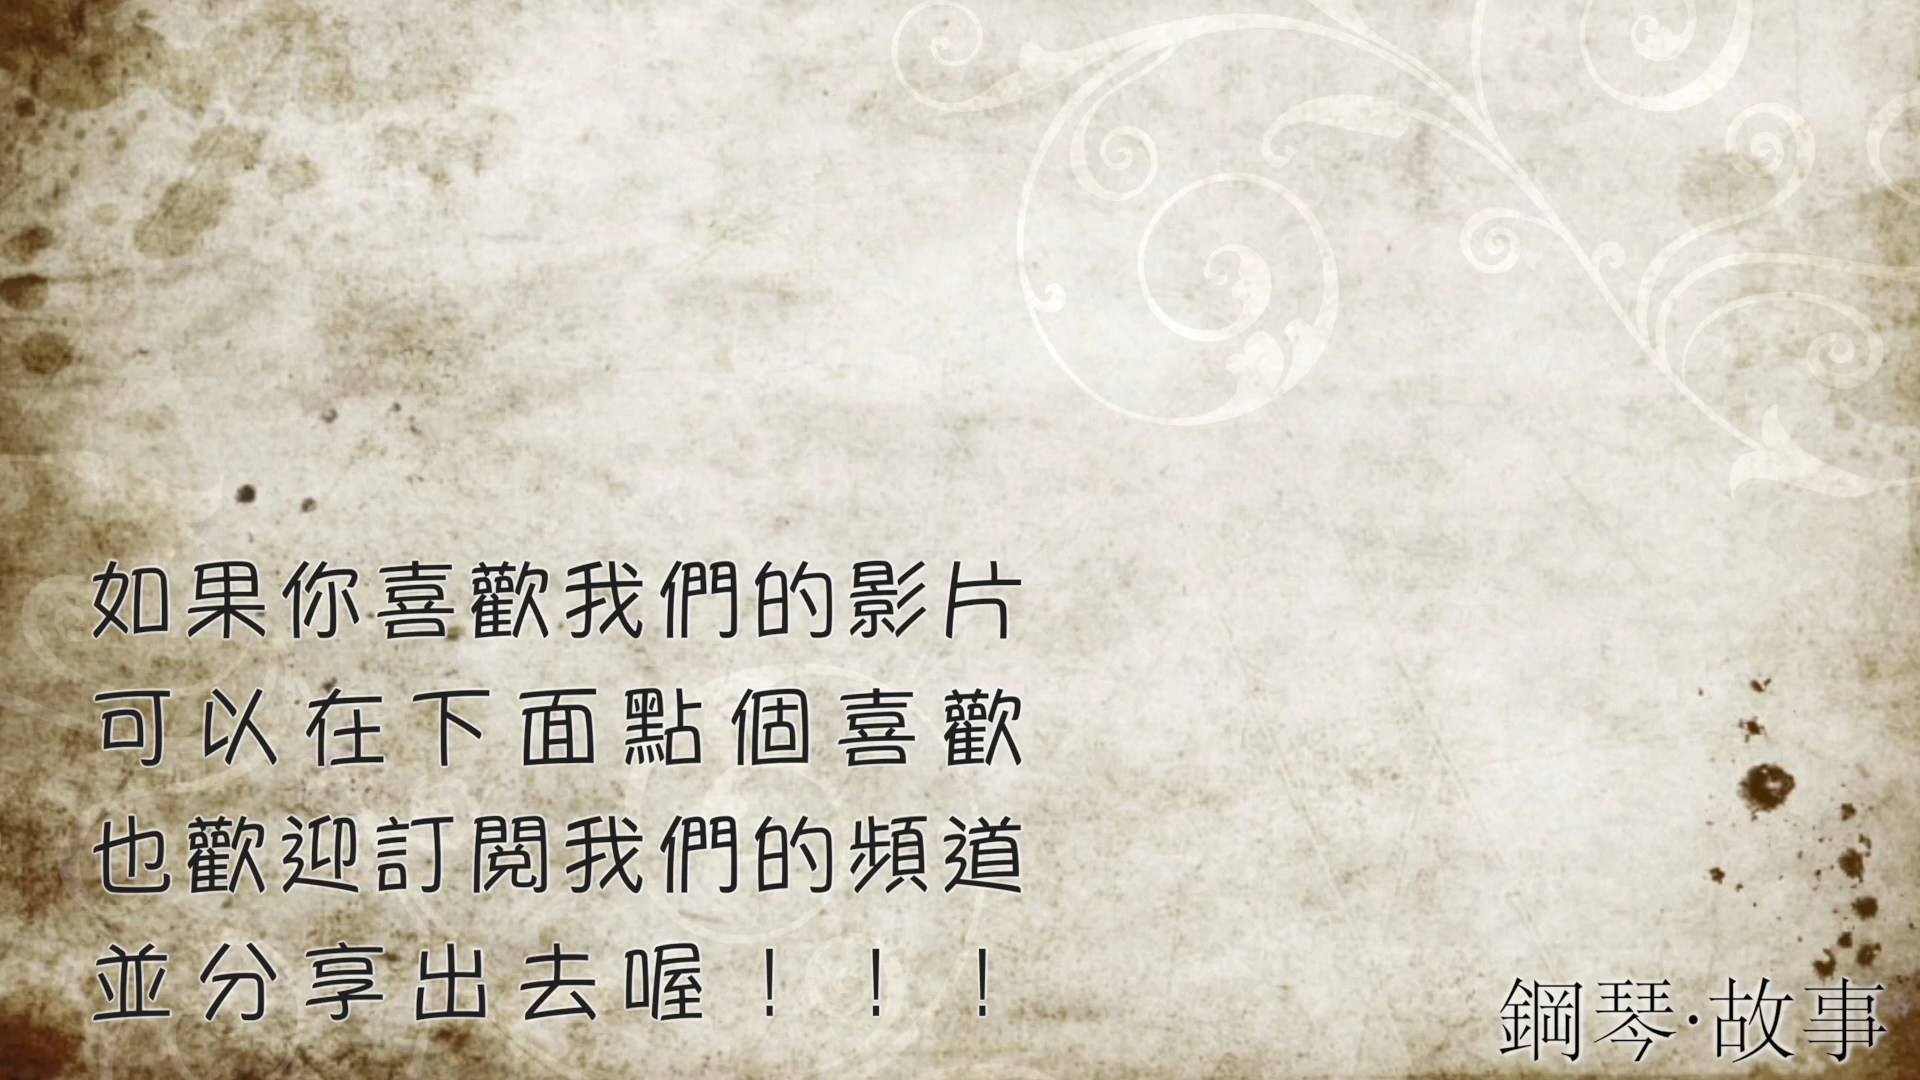 如果你喜歡我們的影片
可以在下面點個喜歡
也歡迎訂閱我們的頻道
並分享出去喔！！！
鋼琴·故事